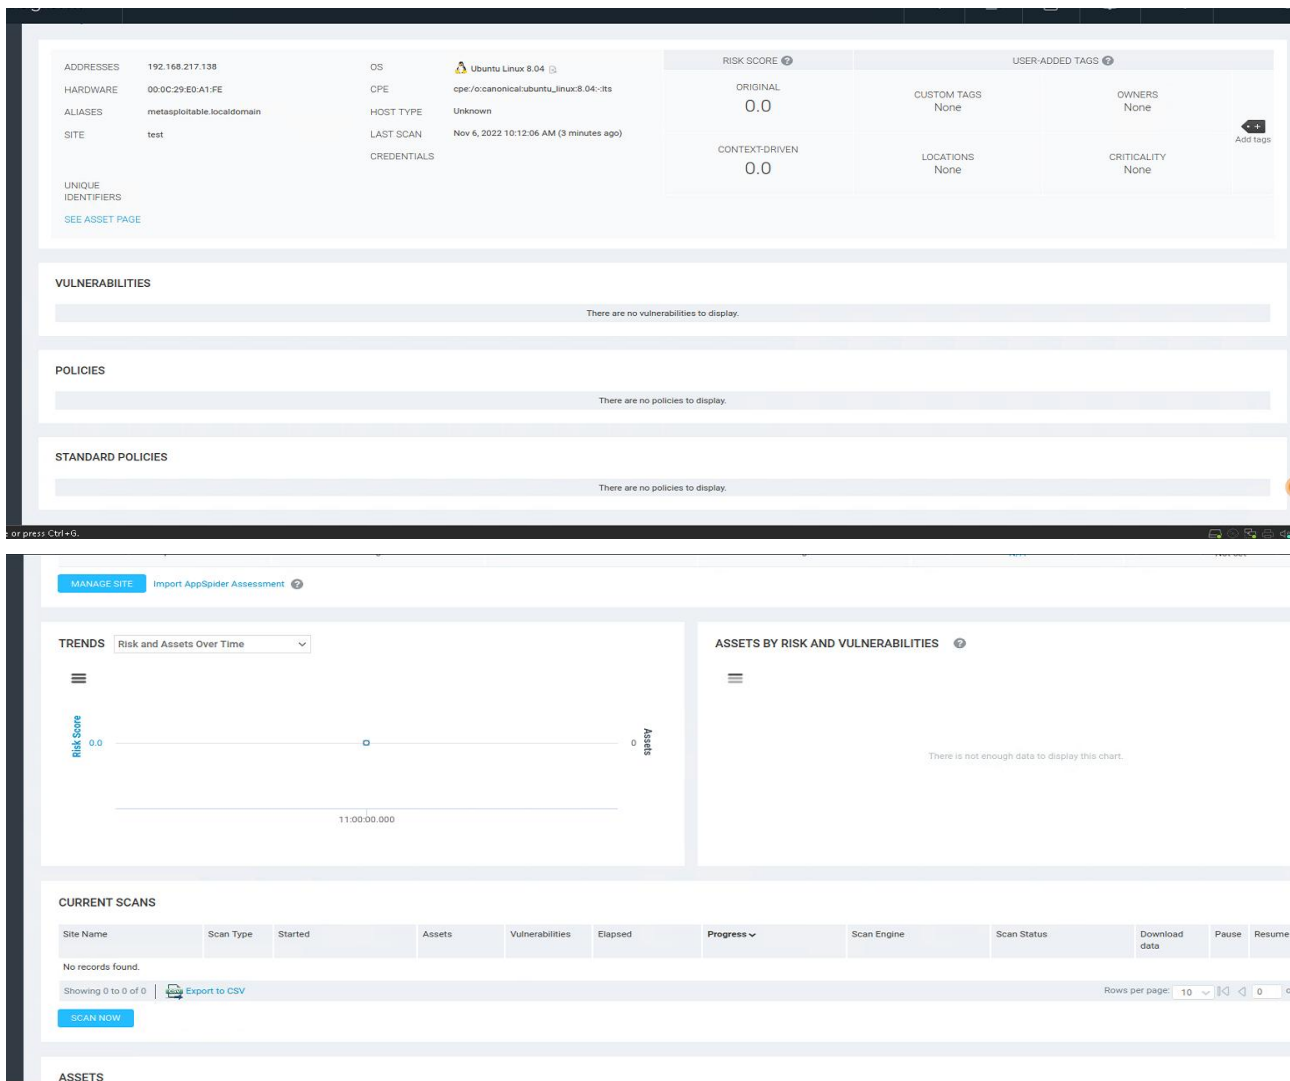 RISK SCORE
USER-ADDED TAGS
ADDRESSES 192.168.217.138 OS Ubuntu Linux 8.04
HARDWARE 00:0C:29:E0:A1:FE CPE cpe:/o:canonical:ubuntu_linux:8.04:-:lts
ALIASES metasploitable.localdomain HOST TYPE Unknown
SITE test LAST SCAN Nov 6, 2022 10:12:06 AM (3 minutes ago)
CREDENTIALS
UNIQUE
IDENTIFIERS
SEE ASSET PAGE
ORIGINAL
0.0
CONTEXT-DRIVEN
0.0
CUSTOM TAGS
None
OWNERS
None
LOCATIONS
None
CRITICALITY
None
Add tags
VULNERABILITIES
There are no vulnerabilities to display.
POLICIES
There are no policies to display.
STANDARD POLICIES
There are no policies to display.
or press Ctrl+G.
MANAGE SITE Import AppSpider Assessment
TRENDS Risk and Assets Over Time
Risk Score
0.0
0
Assets
11:00:00.000
ASSETS BY RISK AND VULNERABILITIES
There is not enough data to display this chart.
CURRENT SCANS
Site Name Scan Type Started Assets Vulnerabilities Elapsed Progress Scan Engine Scan Status Download data Pause Resume
No records found.
Showing 0 to 0 of 0 Export to CSV Rows per page: 10 0
SCAN NOW
ASSETS